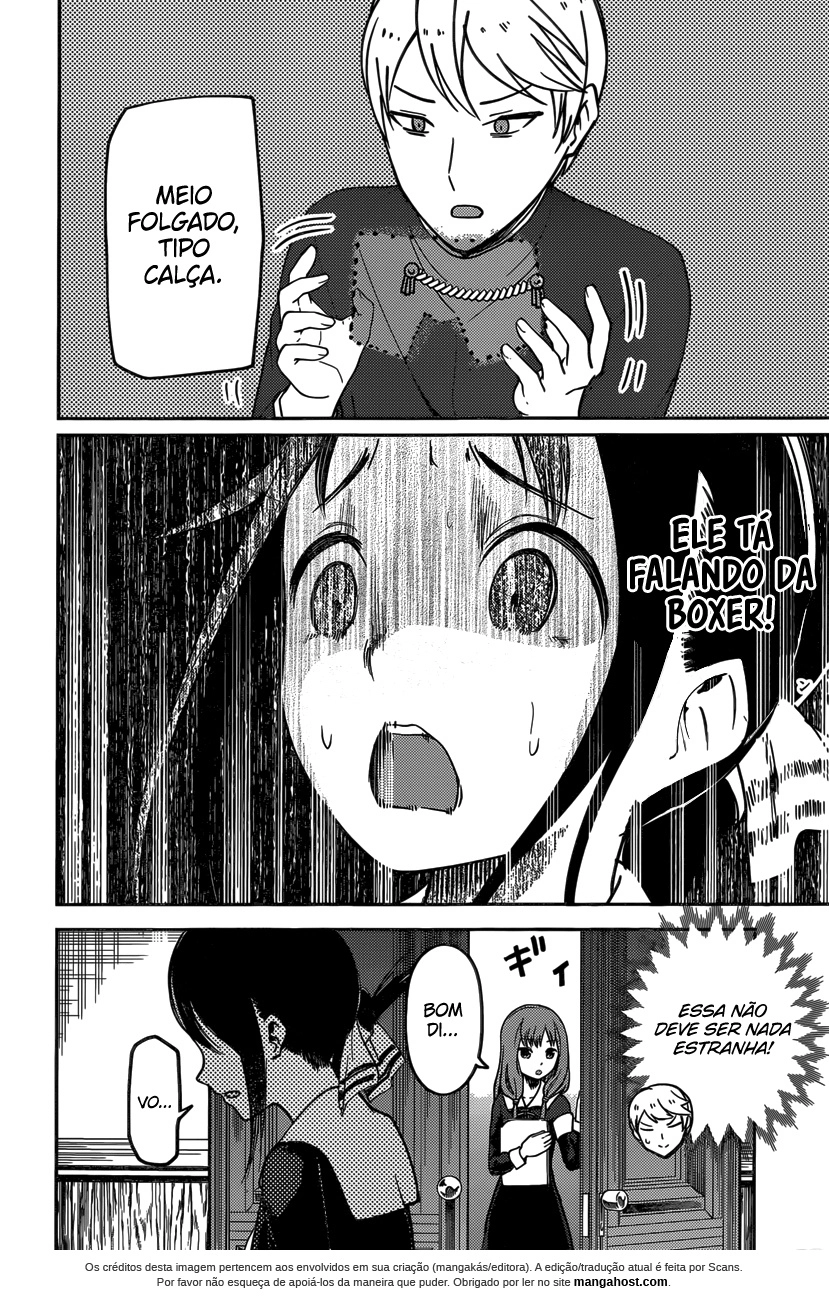 MEIO
FOLGADO,
TIPO
CALÇA.
ELE TÁ
FALANDO DA
BOXER!
ESSA NÃO
DEVE SER NADA
ESTRANHA!
ギィ
BOM
DI...
VO...
Os créditos desta imagem pertencem aos envolvidos em sua criação (mangakás/editora). A edição/tradução atual é feita por Scans.
Por favor não esqueça de apoiá-los da maneira que puder. Obrigado por ler no site mangahost.com.